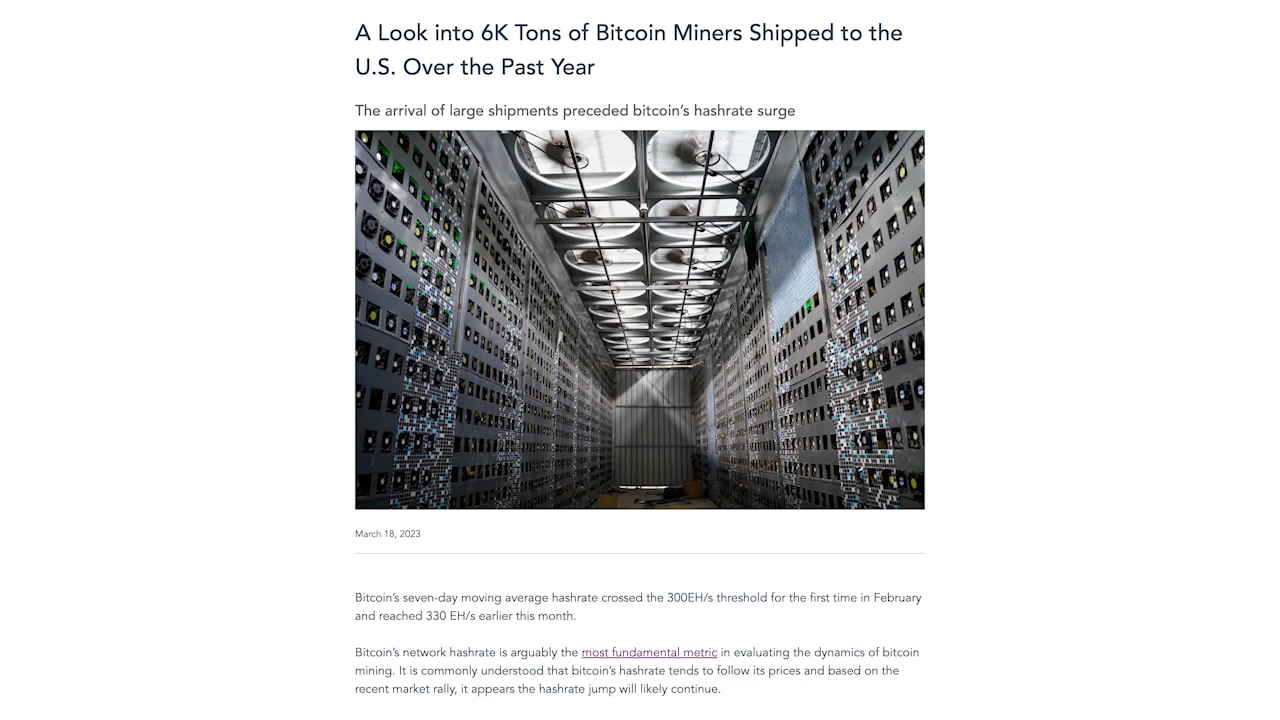 A Look into 6K Tons of Bitcoin Miners Shipped to the
U.S. Over the Past Year
The arrival of large shipments preceded bitcoin’s hashrate surge
March 18, 2023
Bitcoin’s seven-day moving average hashrate crossed the 300EH/s threshold for the first time in February
and reached 330 EH/s earlier this month.
Bitcoin’s network hashrate is arguably the most fundamental metric in evaluating the dynamics of bitcoin
mining. It is commonly understood that bitcoin’s hashrate tends to follow its prices and based on the
recent market rally, it appears the hashrate jump will likely continue.